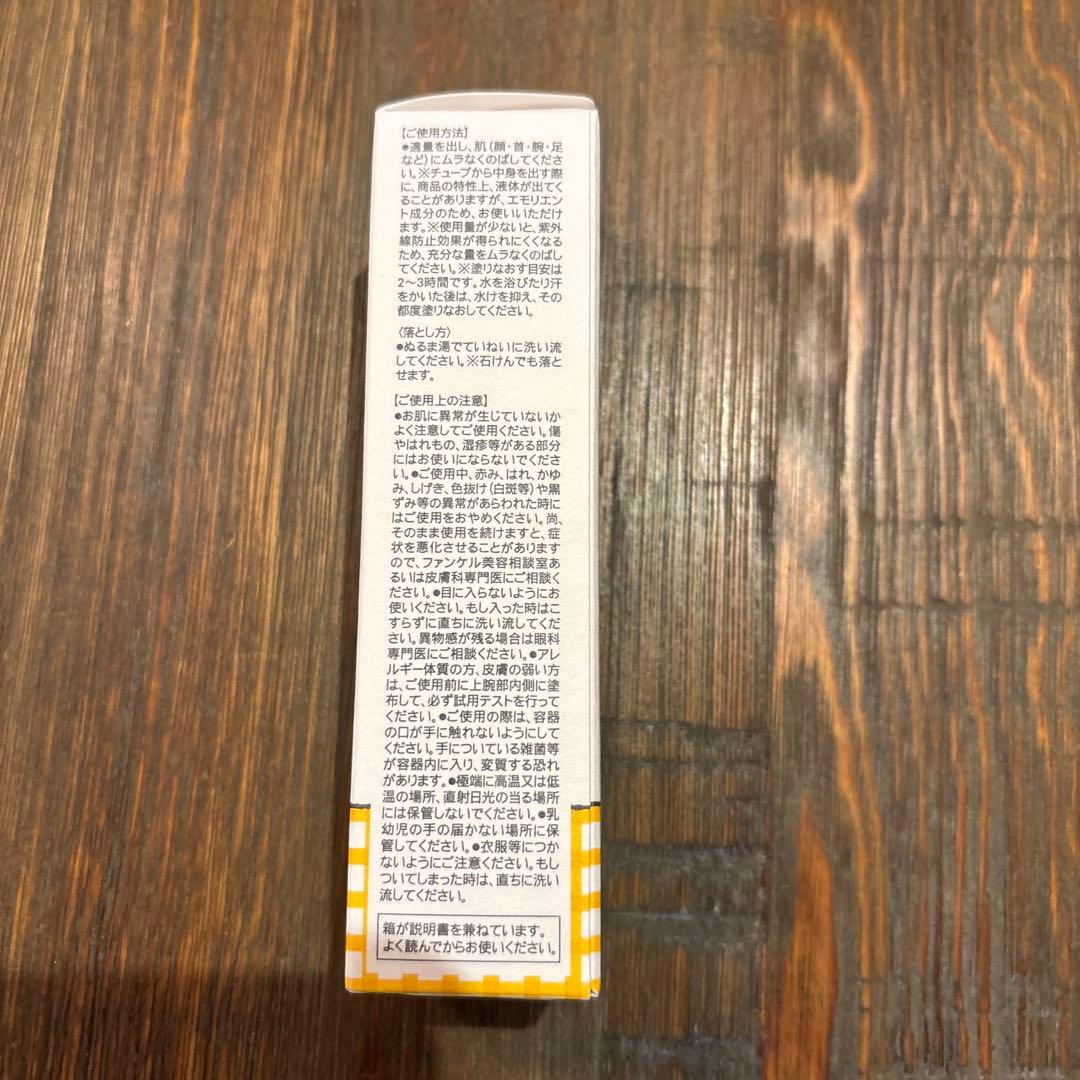 【ご使用方法】
●適量を出し、肌(顔・首・腕・足
など)にムラなくのばしてくださ
い。※チューブから中身を出す際
に、商品の特性上、液体が出てく
ることがありますが、エモリエン
ト成分のため、お使いいただけ
ます。※使用量が少ないと、紫外
線防止効果が得られにくくなる
ため、充分な量をムラなくのばし
てください。※塗りなおす目安は
2〜3時間です。水を浴びたり汗
をかいた後は、水けを抑え、その
都度塗りなおしてください。
〈落とし方〉
●ぬるま湯でていねいに洗い流
してください。※石けんでも落と
せます。
【ご使用上の注意】
●お肌に異常が生じていないか
よく注意してご使用ください。傷
やはれもの、湿疹等がある部分
にはお使いにならないでくださ
い。●ご使用中、赤み、はれ、かゆ
み、しげき、色抜け(白斑等)や黒
ずみ等の異常があらわれた時に
はご使用をおやめください。尚、
そのまま使用を続けますと、症
状を悪化させることがあります
ので、ファンケル美容相談室あ
るいは皮膚科専門医にご相談く
ださい。●目に入らないようにお
使いください。もし入った時はこ
すらずに直ちに洗い流してくだ
さい。異物感が残る場合は眼科
専門医にご相談ください。●アレ
ルギー体質の方、皮膚の弱い方
は、ご使用前に上腕部内側に塗
布して、必ず試用テストを行って
ください。●ご使用の際は、容器
の口が手に触れないようにして
ください。手についている雑菌等
が容器内に入り、変質する恐れ
があります。●極端に高温又は低
温の場所、直射日光の当る場所
には保管しないでください。●乳
幼児の手の届かない場所に保
管してください。●衣服等につか
ないようにご注意ください。もし
ついてしまった時は、直ちに洗い
流してください。
箱が説明書を兼ねています。
よく読んでからお使いください。